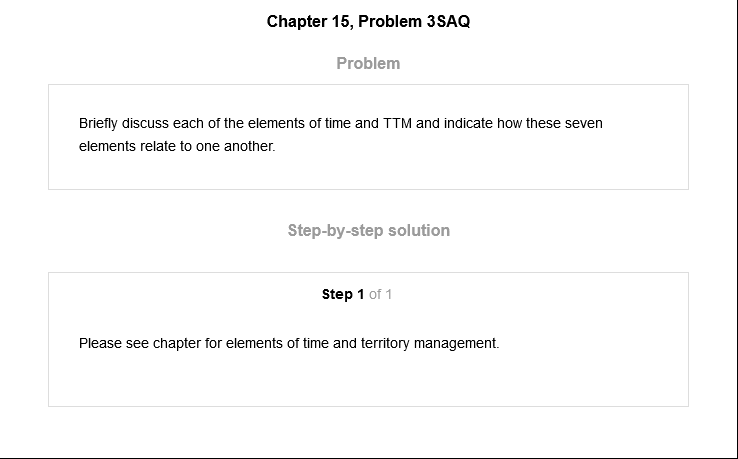 Chapter 15, Problem 3SAQ
Problem
Briefly discuss each of the elements of time and TTM and indicate how these seven
elements relate to one another.
Step-by-step solution
Step 1 of 1
Please see chapter for elements of time and territory management.